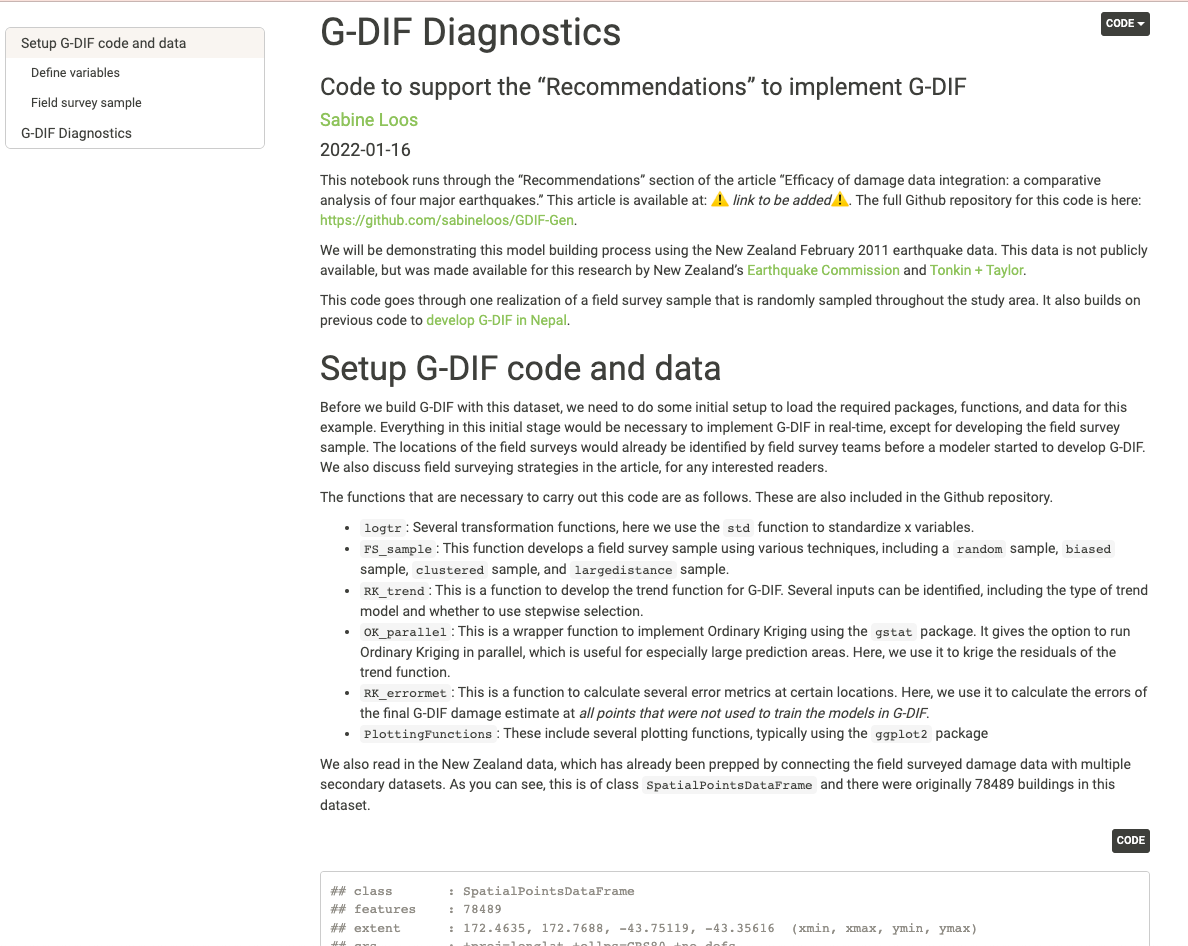 Setup G-DIF code and data
Define variables
Field survey sample
G-DIF Diagnostics
CODE
G-DIF Diagnostics
Code to support the “Recommendations” to implement G-DIF
Sabine Loos
2022-01-16
This notebook runs through the “Recommendations” section of the article “Efficacy of damage data integration: a comparative
analysis of four major earthquakes.” This article is available at: ⚠️ link to be added⚠️. The full Github repository for this code is here:
https://github.com/sabineloos/GDIF-Gen.
We will be demonstrating this model building process using the New Zealand February 2011 earthquake data. This data is not publicly
available, but was made available for this research by New Zealand’s Earthquake Commission and Tonkin + Taylor.
This code goes through one realization of a field survey sample that is randomly sampled throughout the study area. It also builds on
previous code to develop G-DIF in Nepal.
Setup G-DIF code and data
Before we build G-DIF with this dataset, we need to do some initial setup to load the required packages, functions, and data for this
example. Everything in this initial stage would be necessary to implement G-DIF in real-time, except for developing the field survey
sample. The locations of the field surveys would already be identified by field survey teams before a modeler started to develop G-DIF.
We also discuss field surveying strategies in the article, for any interested readers.
The functions that are necessary to carry out this code are as follows. These are also included in the Github repository.
• logtr : Several transformation functions, here we use the std function to standardize x variables.
• FS_sample : This function develops a field survey sample using various techniques, including a random sample, biased
sample, clustered sample, and largedistance sample.
• RK_trend : This is a function to develop the trend function for G-DIF. Several inputs can be identified, including the type of trend
model and whether to use stepwise selection.
• OK_parallel : This is a wrapper function to implement Ordinary Kriging using the gstat package. It gives the option to run
Ordinary Kriging in parallel, which is useful for especially large prediction areas. Here, we use it to krige the residuals of the
trend function.
• RK_errormet : This is a function to calculate several error metrics at certain locations. Here, we use it to calculate the errors of
the final G-DIF damage estimate at all points that were not used to train the models in G-DIF.
• PlottingFunctions : These include several plotting functions, typically using the ggplot2 package
We also read in the New Zealand data, which has already been prepped by connecting the field surveyed damage data with multiple
secondary datasets. As you can see, this is of class SpatialPointsDataFrame and there were originally 78489 buildings in this
dataset.
CODE
## class : SpatialPointsDataFrame
## features : 78489
## extent : 172.4635, 172.7688, -43.75119, -43.35616 (xmin, xmax, ymin, ymax)
## crs : +proj=longlat +ellps=GRS80 +no_defs